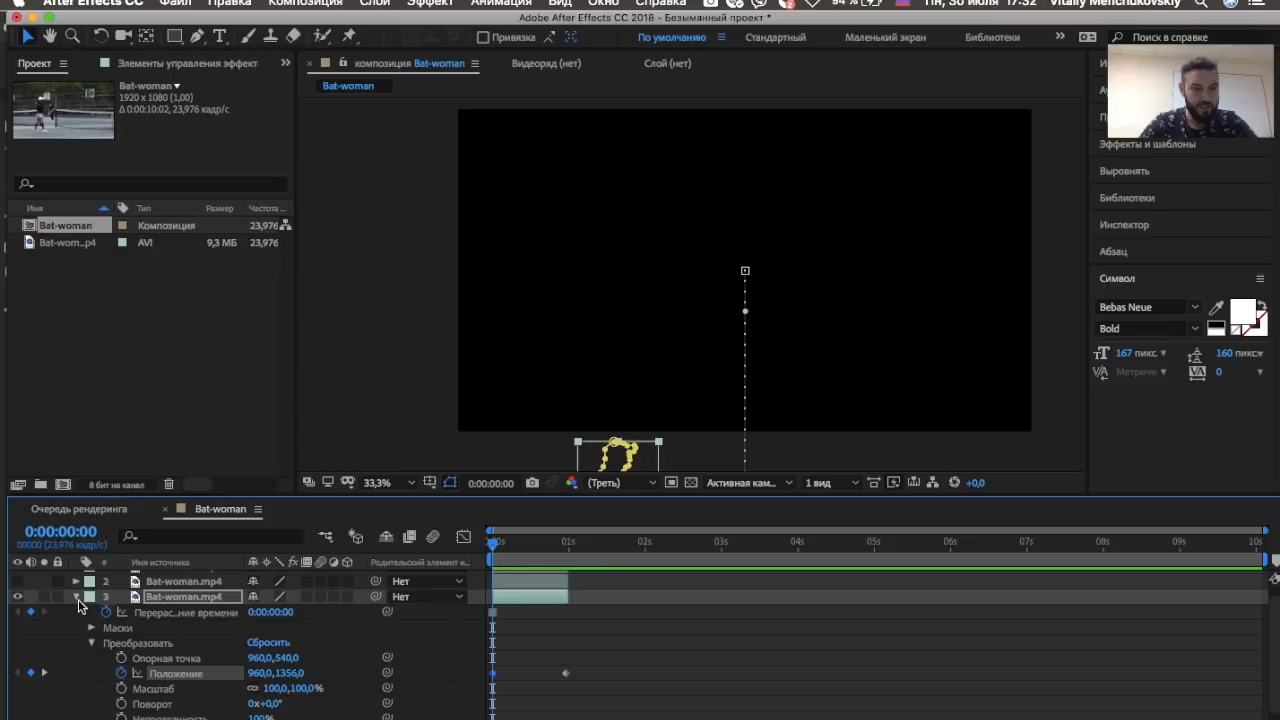 After Effects CC Файл Правка Композиция Слои Эффект Анимация Вид Окно Справка 94 % Пн, 30 июля 17:32 Vitaliy Menchukovskiy
Adobe After Effects CC 2018 - Безымянный проект *
Привязка По умолчанию Стандартный Маленький экран Библиотеки Поиск в справке
Проект Элементы управления эффект
композиция Bat-woman Видеоряд (нет) Слой (нет)
Bat-woman
Bat-woman
1920 x 1080 (1,00)
Δ 0:00:10:02, 23,976 кадр/с
Имя Тип Размер Частота...
Bat-woman Композиция 23,976
Bat-wom...p4 AVI 9,3 МБ 23,976
Эффекты и шаблоны
Выровнять
Библиотеки
Инспектор
Абзац
Символ
Bebas Neue
Bold
167 пикс. 160 пикс
Метриче 0
8 бит на канал
33,3% 0:00:00:00 (Треть) Активная кам... 1 вид +0,0
Очередь рендеринга Bat-woman
0:00:00:00
00000 (23.976 кадр/с)
01s 02s 03s 04s 05s 06s 07s 08s 09s 10s
# Имя источника Родительский элемент и...
2 Bat-woman.mp4 Нет
3 Bat-woman.mp4 Нет
Перерас...ние времени 0:00:00:00
Маски
Преобразовать Сбросить
Опорная точка 960,0,540,0
Положение 960,0,1356,0
Масштаб 100,0,100,0%
Поворот 0x+0,0°
Непрозрачность 100%